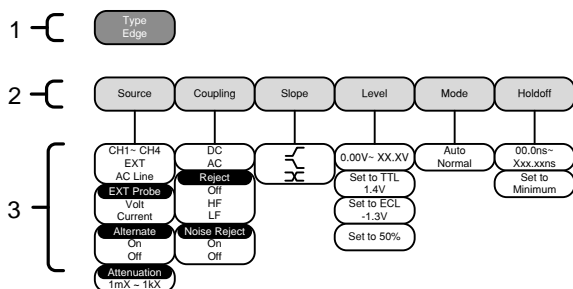 1
Type
Edge
2
Source
Coupling
Slope
Level
Mode
Holdoff
3
CH1~ CH4
EXT
AC Line
EXT Probe
Volt
Current
Alternate
On
Off
Attenuation
1mX ~ 1kX
DC
AC
Reject
Off
HF
LF
Noise Reject
On
Off
0.00V~ XX.XV
Set to TTL
1.4V
Set to ECL
-1.3V
Set to 50%
Auto
Normal
00.0ns~
Xxx.xxns
Set to
Minimum